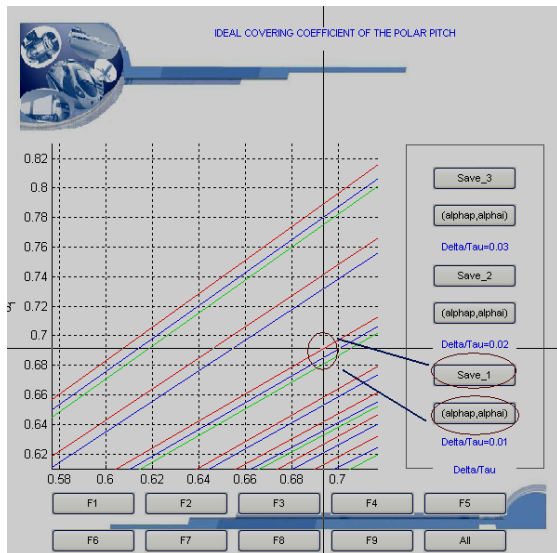 IDEAL COVERING COEFFICIENT OF THE POLAR PITCH
0.82
0.8
0.78
0.76
0.74
0.72
0.7
0.68
0.66
0.64
0.62
0.58
0.6
0.62
0.64
0.66
0.68
0.7
Save_3
(alphap,alphai)
Delta/Tau=0.03
Save_2
(alphap,alphai)
Delta/Tau=0.02
Save_1
(alphap,alphai)
Delta/Tau=0.01
Delta/Tau
F1 F2 F3 F4 F5
F6 F7 F8 F9 All